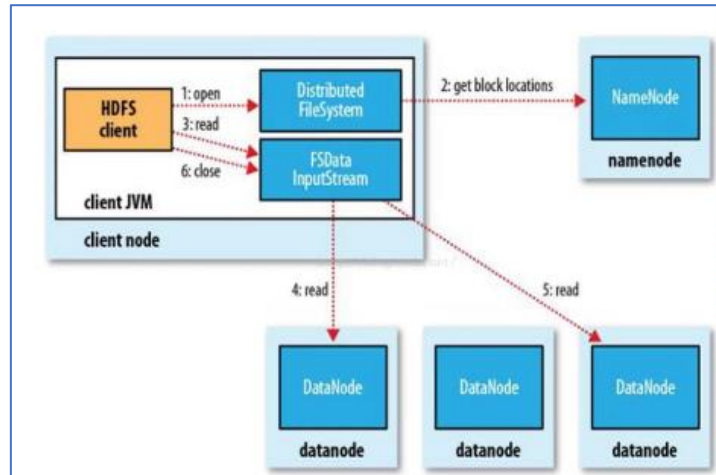 1: open
Distributed
FileSystem
2: get block locations
NameNode
namenode
HDFS
client
3: read
6: close
FSData
InputStream
client JVM
client node
4: read
5: read
DataNode
datanode
DataNode
datanode
DataNode
datanode